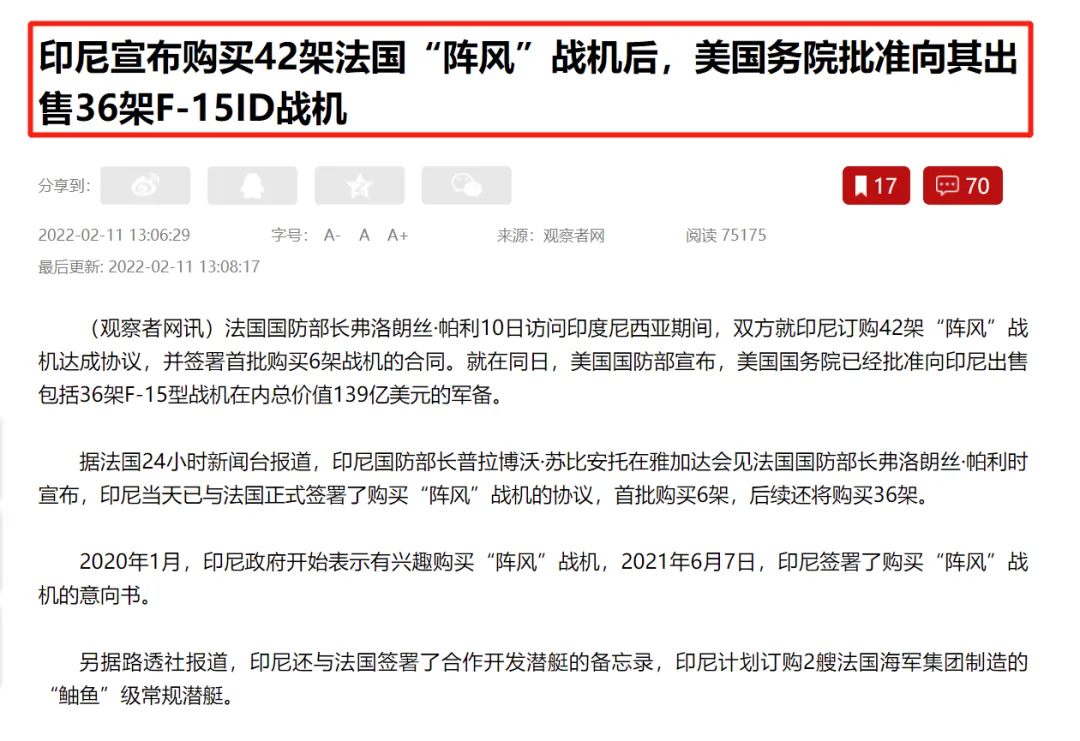 印尼宣布购买42架法国“阵风”战机后，美国务院批准向其出
售36架F-15ID战机
分享到：
17
70
2022-02-11 13:06:29 字号： A- A A+ 来源：观察者网 阅读 75175
最后更新: 2022-02-11 13:08:17
（观察者网讯）法国国防部长弗洛朗丝·帕利10日访问印度尼西亚期间，双方就印尼订购42架“阵风”战
机达成协议，并签署首批购买6架战机的合同。就在同日，美国国防部宣布，美国国务院已经批准向印尼出售
包括36架F-15型战机在内总价值139亿美元的军备。
据法国24小时新闻台报道，印尼国防部长普拉博沃·苏比安托在雅加达会见法国国防部长弗洛朗丝·帕利时
宣布，印尼当天已与法国正式签署了购买“阵风”战机的协议，首批购买6架，后续还将购买36架。
2020年1月，印尼政府开始表示有兴趣购买“阵风”战机，2021年6月7日，印尼签署了购买“阵风”战
机的意向书。
另据路透社报道，印尼还与法国签署了合作开发潜艇的备忘录，印尼计划订购2艘法国海军集团制造的
“鲉鱼”级常规潜艇。